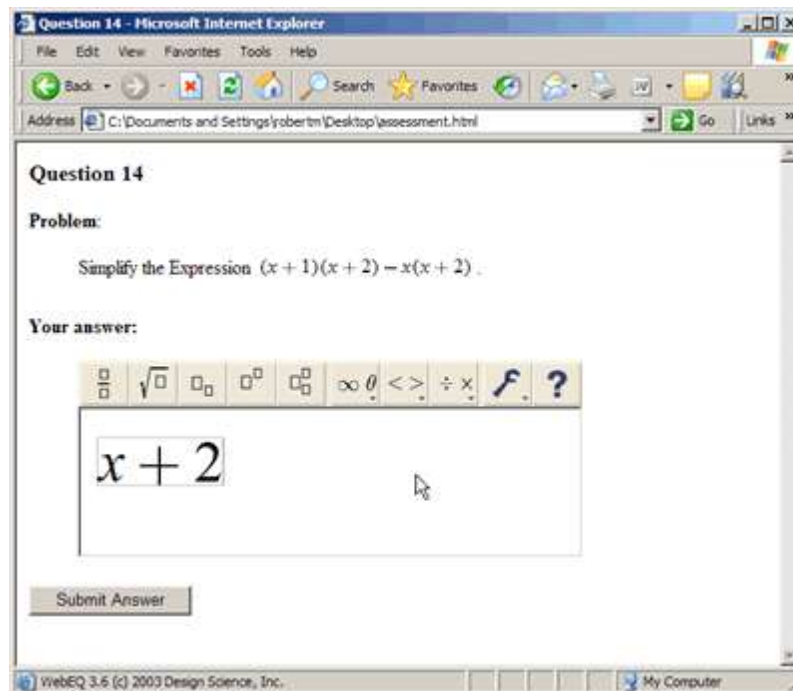 Question 14 - Microsoft Internet Explorer
File Edit View Favorites Tools Help
Back Search Favorites
Address C:\Documents and Settings\robertm\Desktop\assessment.html Go Links »
Question 14
Problem:
Simplify the Expression (x + 1)(x + 2) − x(x + 2) .
Your answer:
∞ θ < > ÷ × ?
x + 2
Submit Answer
WebEQ 3.6 (c) 2003 Design Science, Inc. My Computer